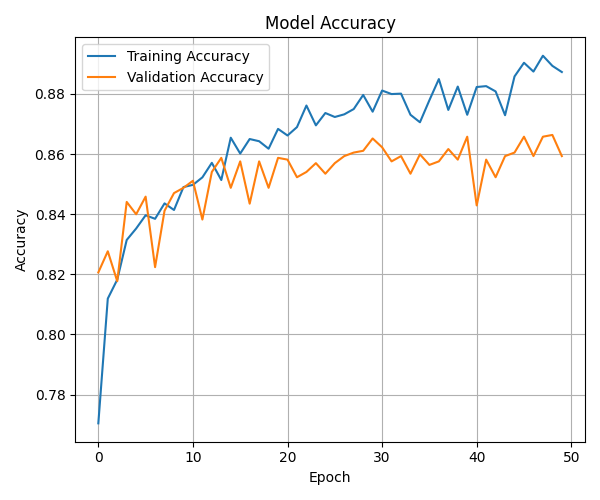 Model Accuracy
Training Accuracy
Validation Accuracy
Accuracy
0.88
0.86
0.84
0.82
0.80
0.78
0 10 20 30 40 50
Epoch